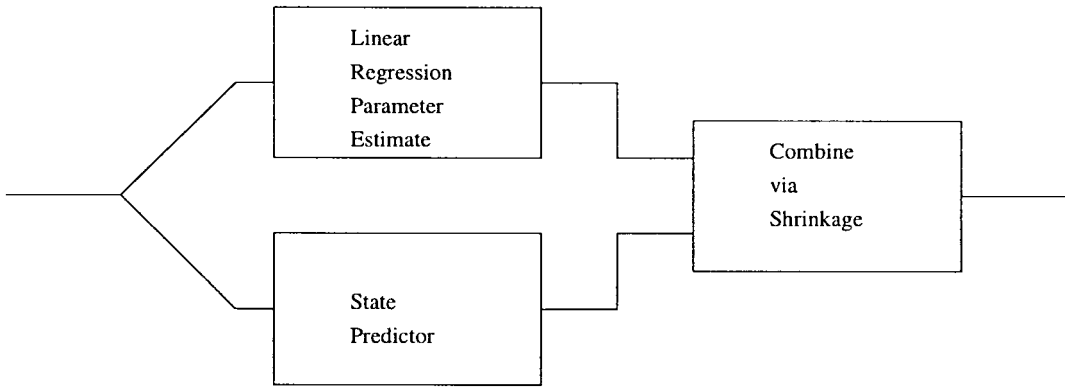 Linear
Regression
Parameter
Estimate
State
Predictor
Combine
via
Shrinkage